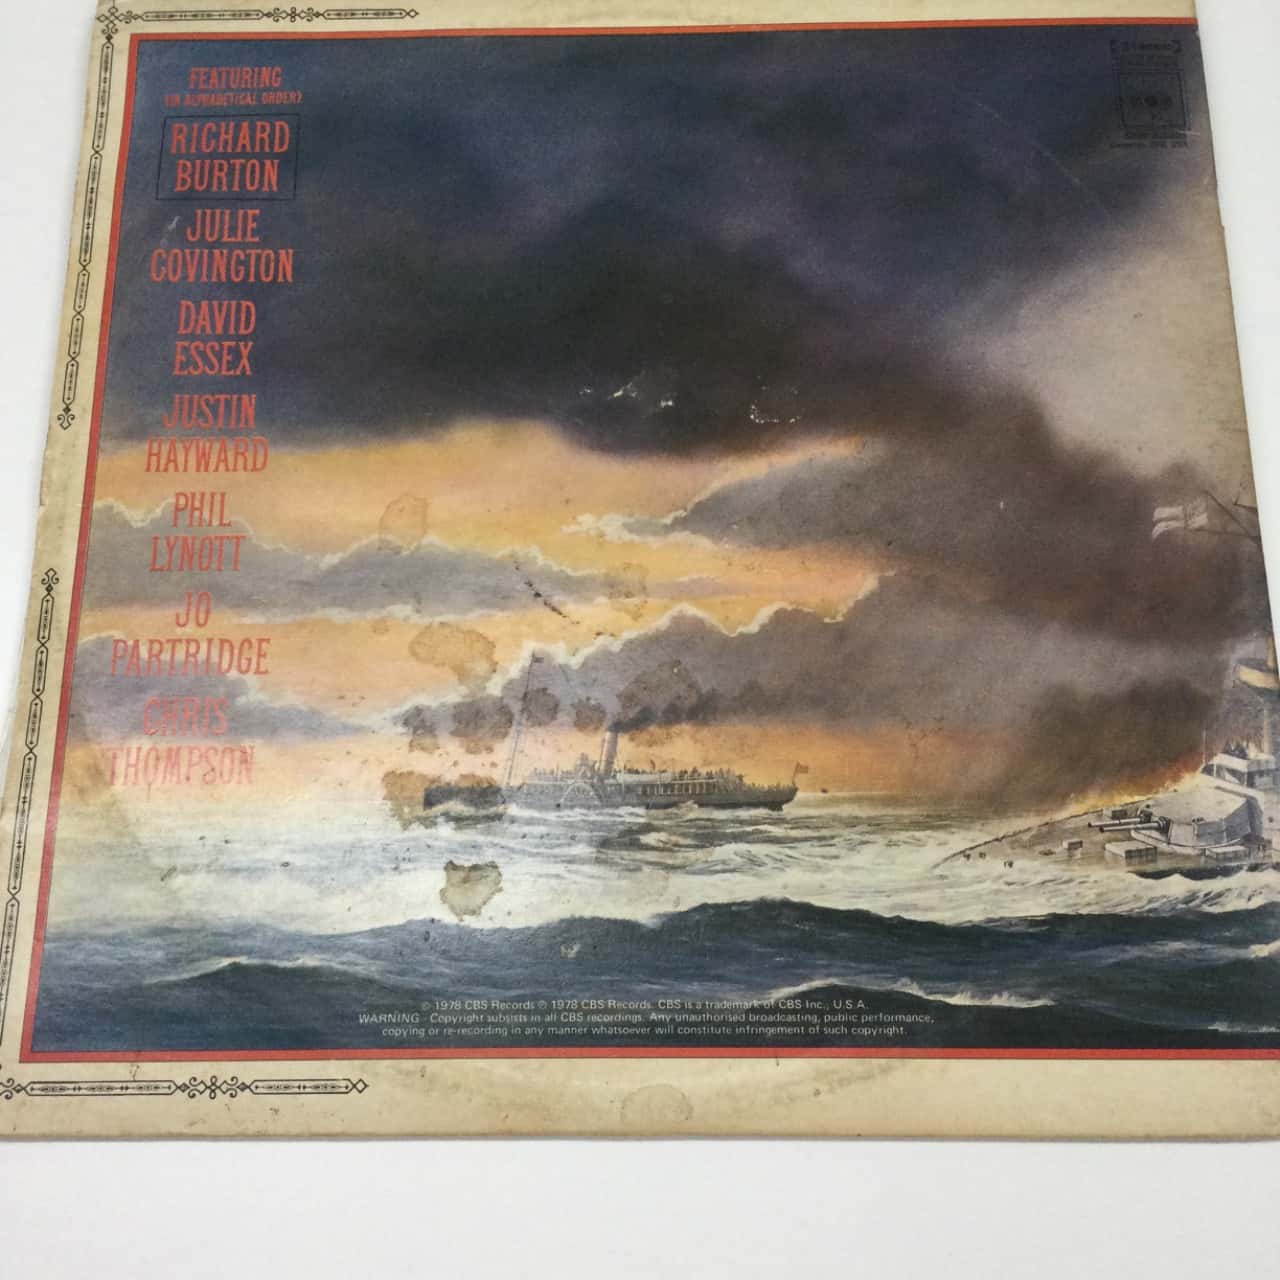 FEATURING
(IN ALPHABETICAL ORDER)
RICHARD
BURTON
JULIE
COVINGTON
DAVID
ESSEX
JUSTIN
HAYWARD
PHIL
LYNOTT
JO
PARTRIDGE
CHRIS
THOMPSON
℗ 1978 CBS Records © 1978 CBS Records. CBS is a trademark of CBS Inc., U.S.A.
WARNING - Copyright subsists in all CBS recordings. Any unauthorised broadcasting, public performance,
copying or re-recording in any manner whatsoever will constitute infringement of such copyright.